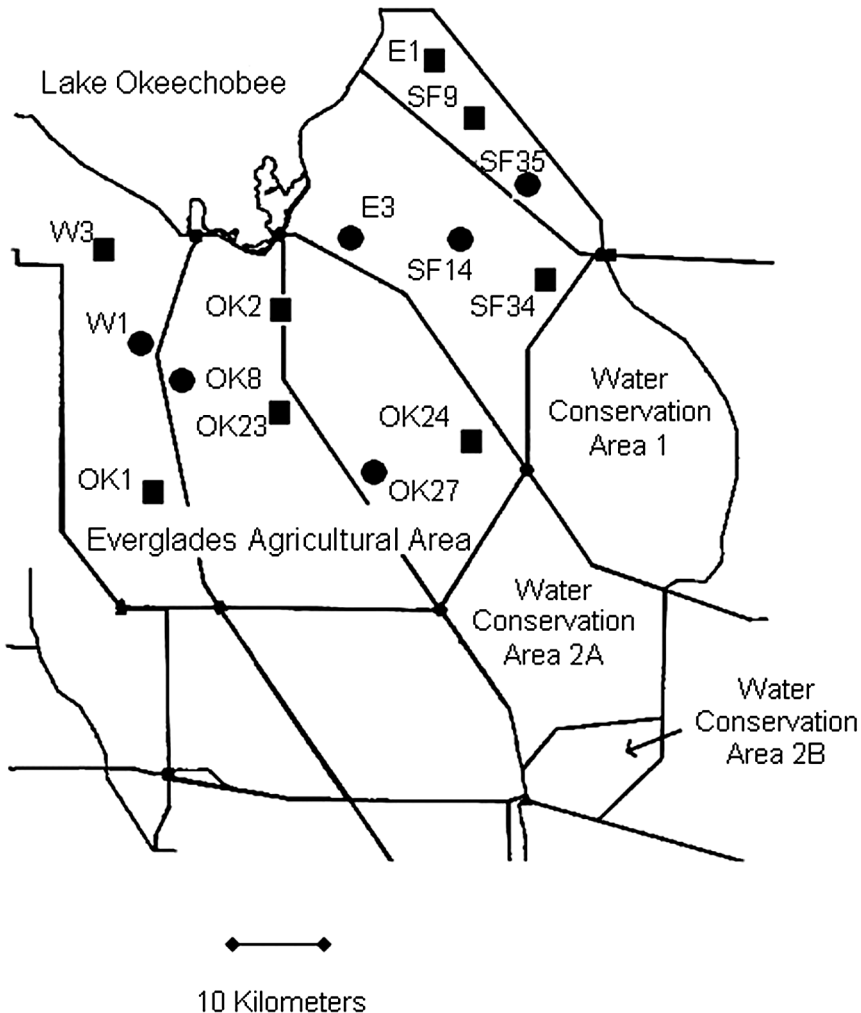 E1
Lake Okeechobee
SF9
SF35
E3
W3
SF14
SF34
OK2
W1
OK8
Water
Conservation
Area 1
OK23
OK24
OK1
OK27
Everglades Agricultural Area
Water
Conservation
Area 2A
Water
Conservation
Area 2B
10 Kilometers